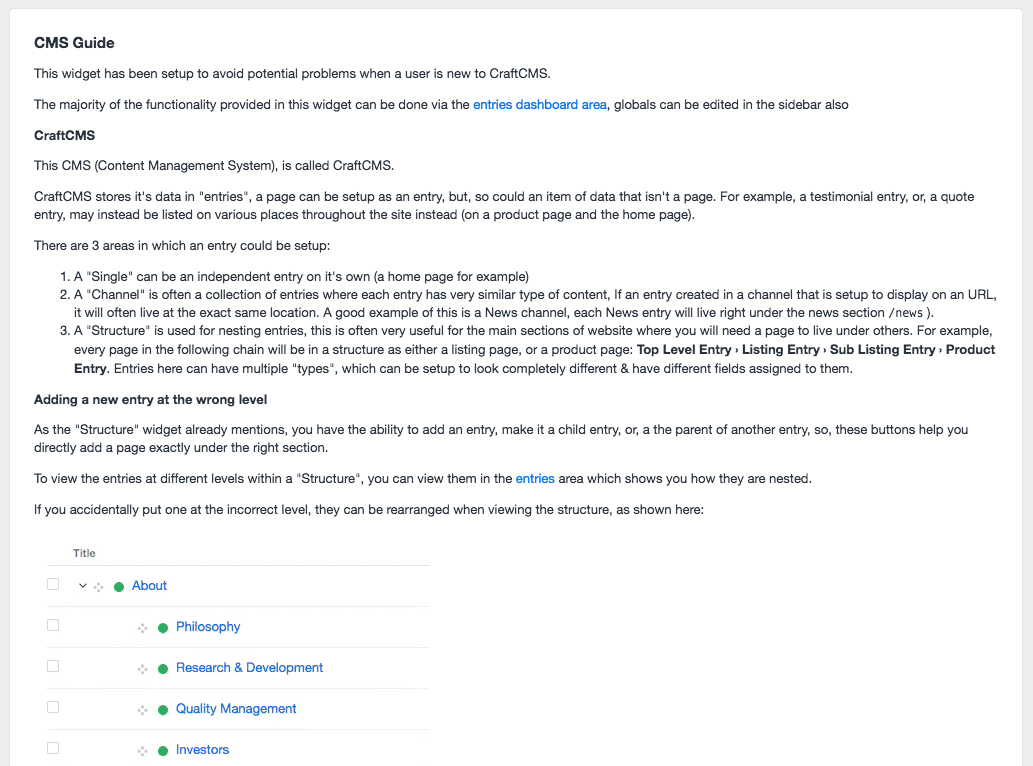 CMS Guide
This widget has been setup to avoid potential problems when a user is new to CraftCMS.
The majority of the functionality provided in this widget can be done via the entries dashboard area, globals can be edited in the sidebar also
CraftCMS
This CMS (Content Management System), is called CraftCMS.
CraftCMS stores it's data in "entries", a page can be setup as an entry, but, so could an item of data that isn't a page. For example, a testimonial entry, or, a quote
entry, may instead be listed on various places throughout the site instead (on a product page and the home page).
There are 3 areas in which an entry could be setup:
1. A "Single" can be an independent entry on it's own (a home page for example)
2. A "Channel" is often a collection of entries where each entry has very similar type of content, If an entry created in a channel that is setup to display on an URL,
it will often live at the exact same location. A good example of this is a News channel, each News entry will live right under the news section /news ).
3. A "Structure" is used for nesting entries, this is often very useful for the main sections of website where you will need a page to live under others. For example,
every page in the following chain will be in a structure as either a listing page, or a product page: Top Level Entry › Listing Entry › Sub Listing Entry › Product
Entry. Entries here can have multiple "types", which can be setup to look completely different & have different fields assigned to them.
Adding a new entry at the wrong level
As the "Structure" widget already mentions, you have the ability to add an entry, make it a child entry, or, a the parent of another entry, so, these buttons help you
directly add a page exactly under the right section.
To view the entries at different levels within a "Structure", you can view them in the entries area which shows you how they are nested.
If you accidentally put one at the incorrect level, they can be rearranged when viewing the structure, as shown here:
Title
About
Philosophy
Research & Development
Quality Management
Investors